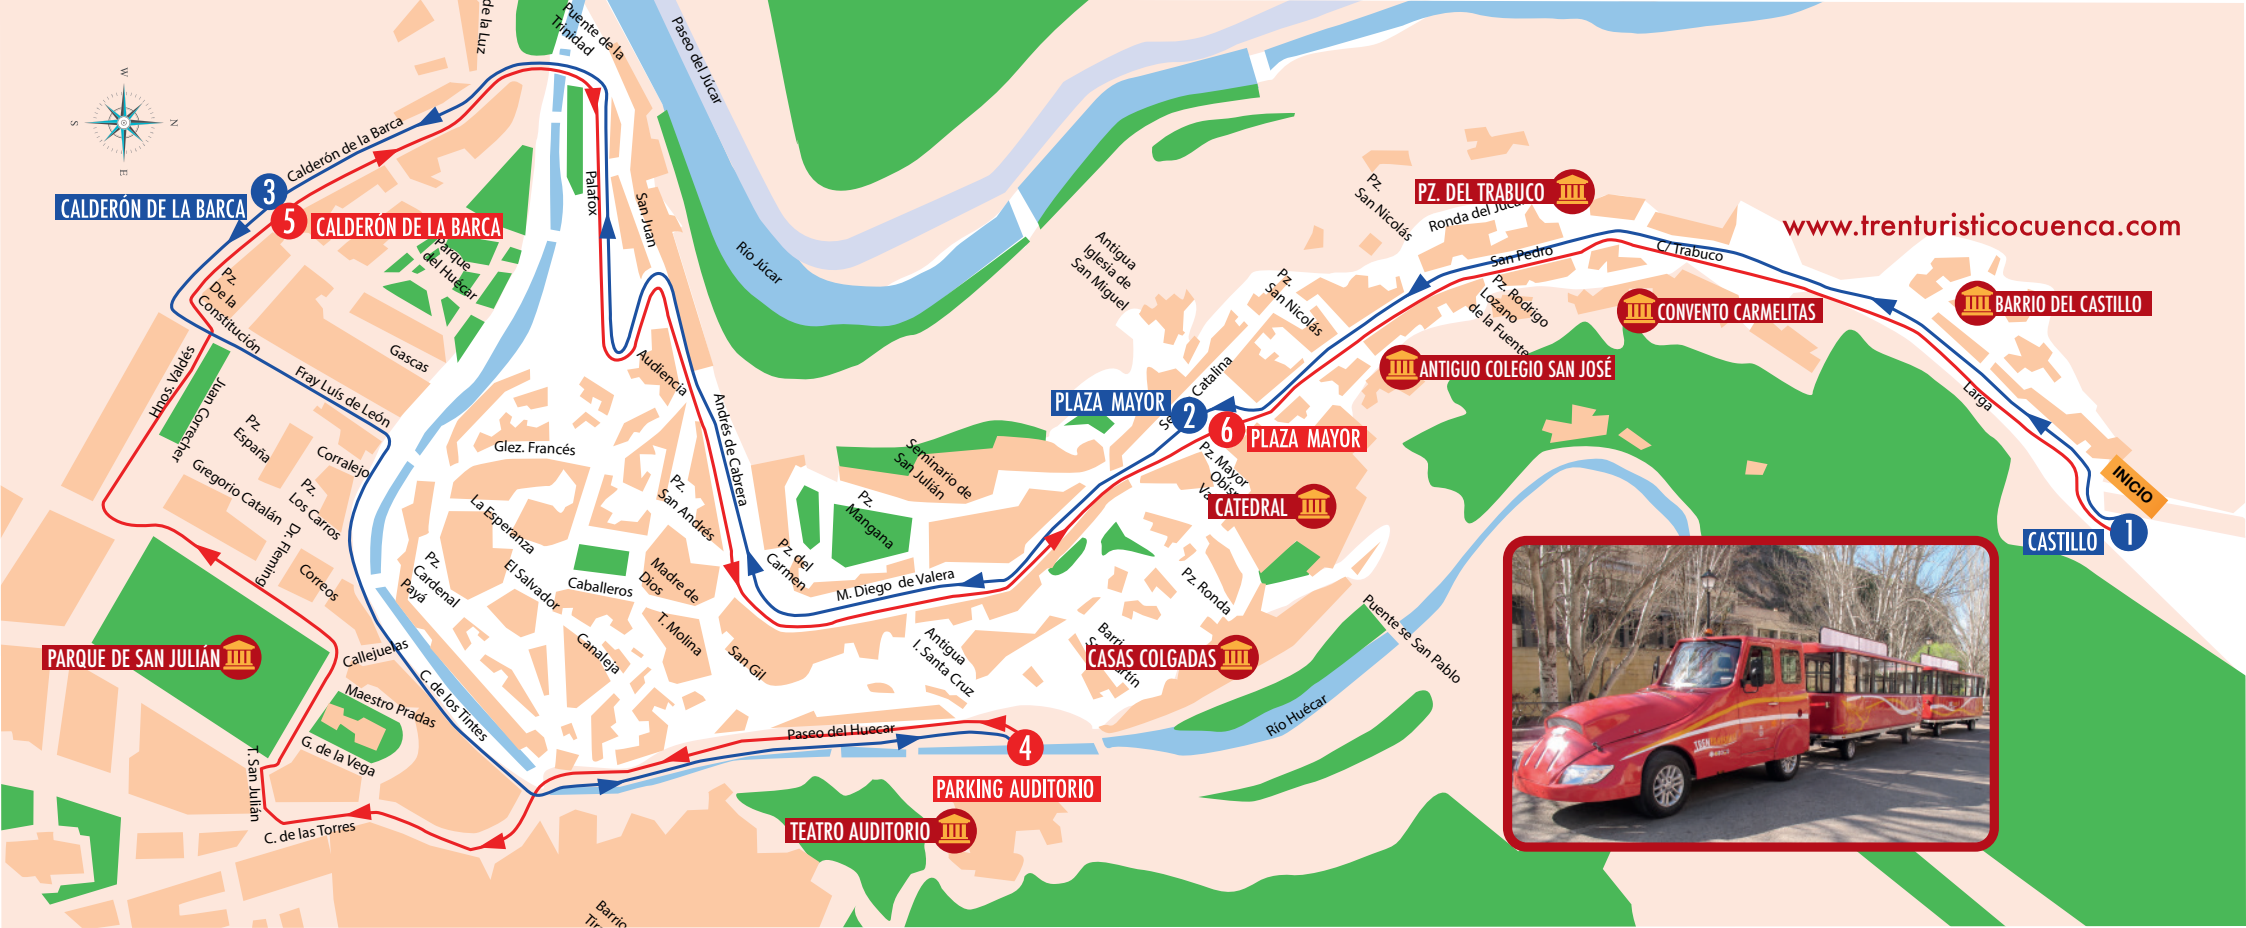 de la Luz
Puente de la
Trinidad
Paseo del Júcar
W
S
N
E
Calderón de la Barca
3
CALDERÓN DE LA BARCA
5
CALDERÓN DE LA BARCA
Palafox
San Juan
Río Júcar
Parque
del Huécar
Pz.
De la
Constitución
Gascas
Fray Luís de León
Hnos. Valdés
Juan Correcher
Pz.
España
Corralejo
Gregorio Catalán
Pz.
Los Carros
Dr. Fleming
Correos
Audiencia
Andrés de Cabrera
Glez. Francés
La Esperanza
Pz.
San Andrés
El Salvador
Caballeros
Madre de
Dios
Pz.
Cardenal
Payá
Canaleja
T. Molina
San Gil
Pz. del
Carmen
Pz.
Mangana
Seminario de
San Julián
M. Diego de Valera
Antigua
I. Santa Cruz
Antigua
Iglesia de
San Miguel
Pz.
San Nicolás
Pz.
San Nicolás
Ronda del Júcar
PZ. DEL TRABUCO
www.trenturisticocuenca.com
San Pedro
C/ Trabuco
Pz. Rodrigo
Lozano
de la Fuente
CONVENTO CARMELITAS
BARRIO DEL CASTILLO
ANTIGUO COLEGIO SAN JOSÉ
Catalina
PLAZA MAYOR
2
6
PLAZA MAYOR
Pz. Mayor
CATEDRAL
Larga
INICIO
1
CASTILLO
Pz. Ronda
CASAS COLGADAS
Puente se San Pablo
Río Huécar
PARQUE DE SAN JULIÁN
Callejuelas
C. de los Tintes
Maestro Pradas
G. de la Vega
T. San Julián
C. de las Torres
Paseo del Huecar
4
PARKING AUDITORIO
TEATRO AUDITORIO
Barrio